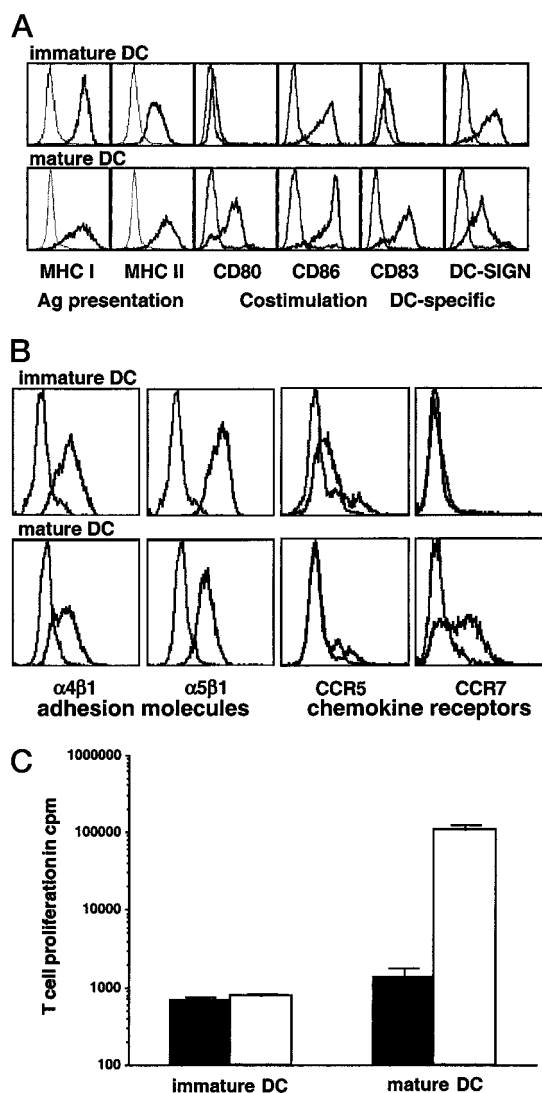 A
immature DC
mature DC
MHC I MHC II CD80 CD86 CD83 DC-SIGN
Ag presentation Costimulation DC-specific
B
immature DC
mature DC
α4β1 α5β1 CCR5 CCR7
adhesion molecules chemokine receptors
C
T cell proliferation in cpm
1000000
100000
10000
1000
100
immature DC mature DC